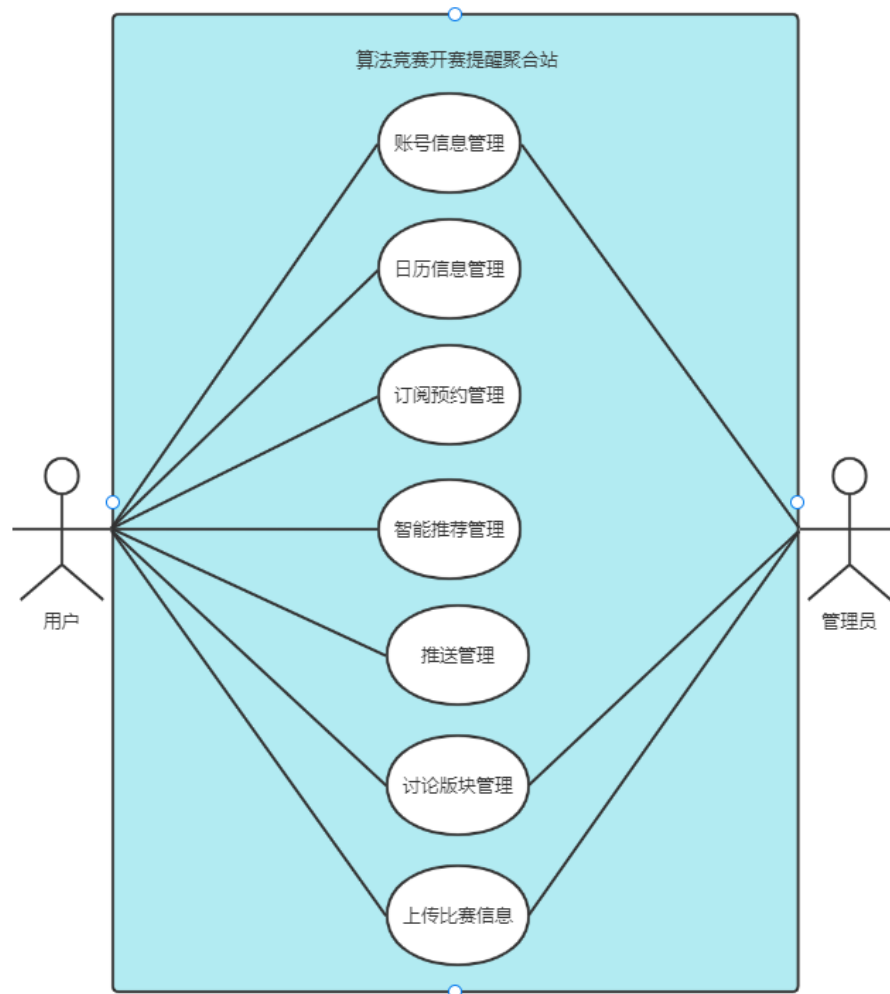 算法竞赛开赛提醒聚合站
账号信息管理
日历信息管理
订阅预约管理
智能推荐管理
用户
管理员
推送管理
讨论版块管理
上传比赛信息